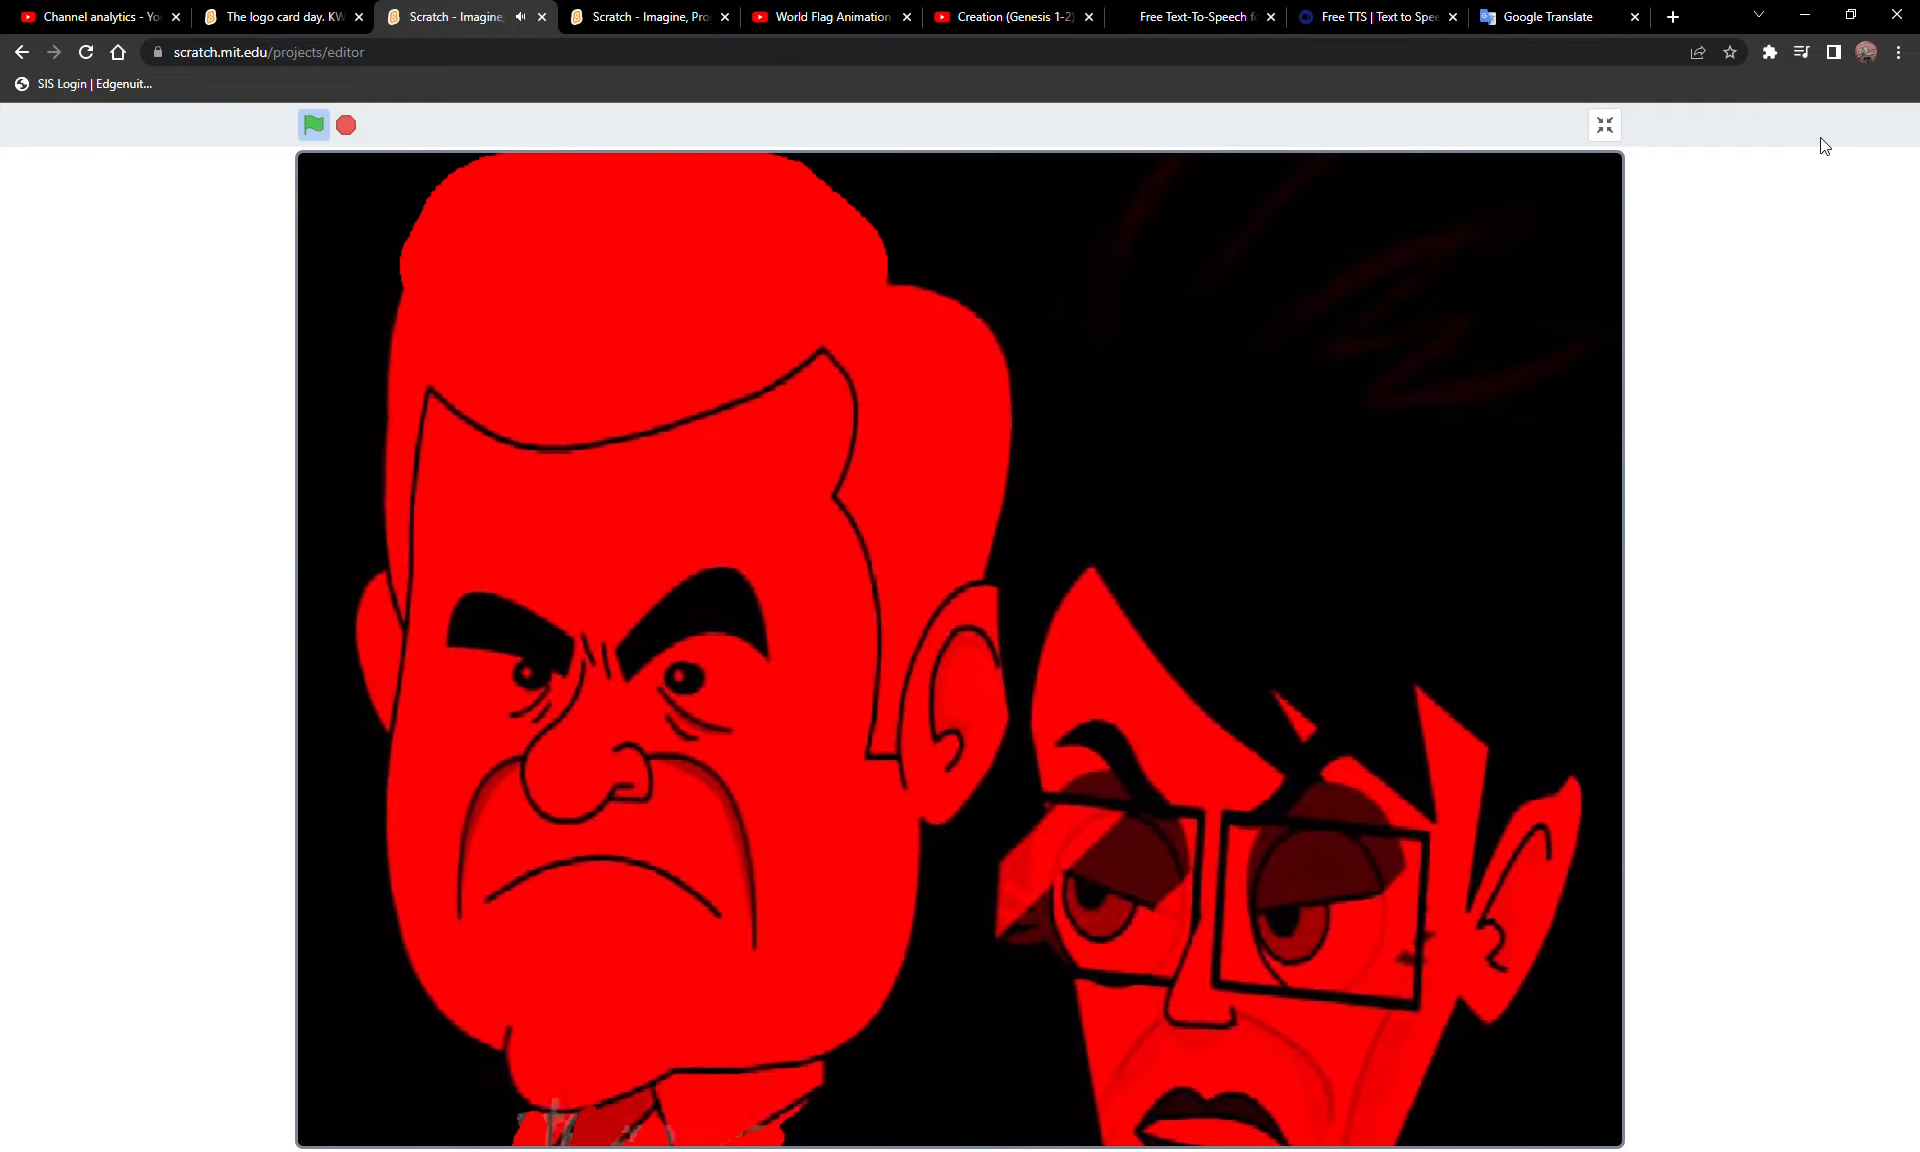 Channel analytics - Yo
The logo card day. KW
Scratch - Imagine,
Scratch - Imagine, Pro
World Flag Animation
Creation (Genesis 1-2)
Free Text-To-Speech f
Free TTS | Text to Spee
Google Translate
scratch.mit.edu/projects/editor
SIS Login | Edgenuit...